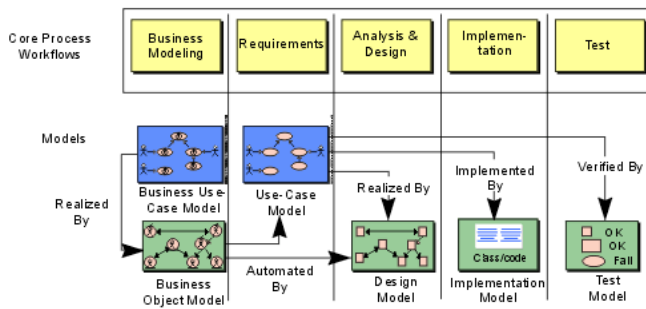 Core Process
Workflows
Business
Modeling
Requirements
Analysis &
Design
Implemen-
tation
Test
Models
Business Use-
Case Model
Use-Case
Model
Realized
By
Realized By
Implemented
By
Verified By
Business
Object Model
Automated
By
Design
Model
Class/code
Implementation
Model
OK
OK
Fail
Test
Model